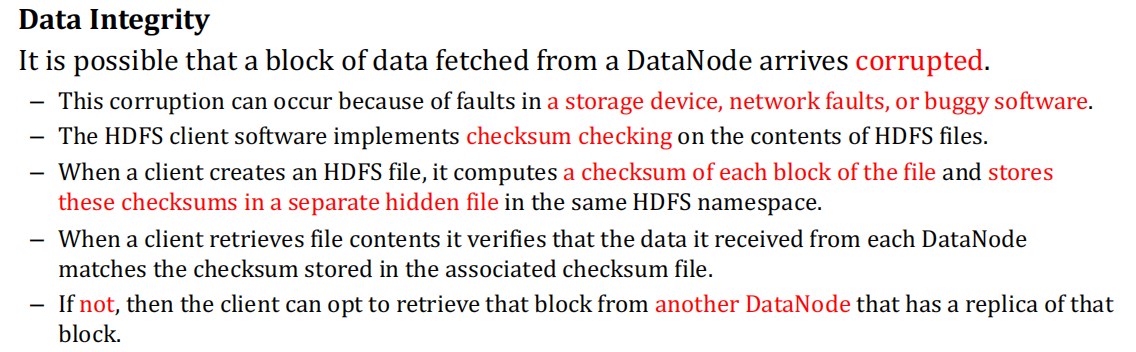 Data Integrity
It is possible that a block of data fetched from a DataNode arrives corrupted.
– This corruption can occur because of faults in a storage device, network faults, or buggy software.
– The HDFS client software implements checksum checking on the contents of HDFS files.
– When a client creates an HDFS file, it computes a checksum of each block of the file and stores
these checksums in a separate hidden file in the same HDFS namespace.
– When a client retrieves file contents it verifies that the data it received from each DataNode
matches the checksum stored in the associated checksum file.
– If not, then the client can opt to retrieve that block from another DataNode that has a replica of that
block.